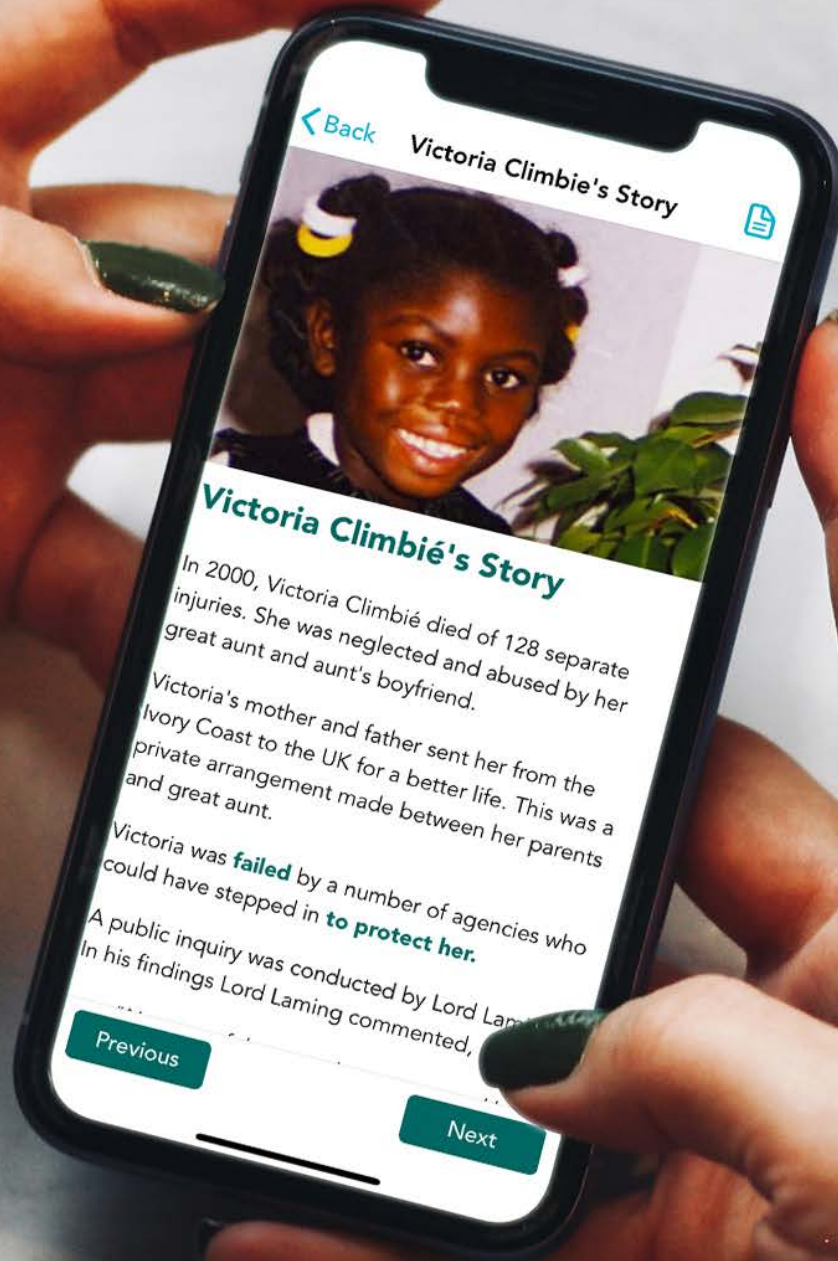 Back
Victoria Climbie's Story
Victoria Climbié's Story
In 2000, Victoria Climbié died of 128 separate
injuries. She was neglected and abused by her
great aunt and aunt's boyfriend.
Victoria's mother and father sent her from the
Ivory Coast to the UK for a better life. This was a
private arrangement made between her parents
and great aunt.
Victoria was failed by a number of agencies who
could have stepped in to protect her.
A public inquiry was conducted by Lord
In his findings Lord Laming commented,
Previous
Next